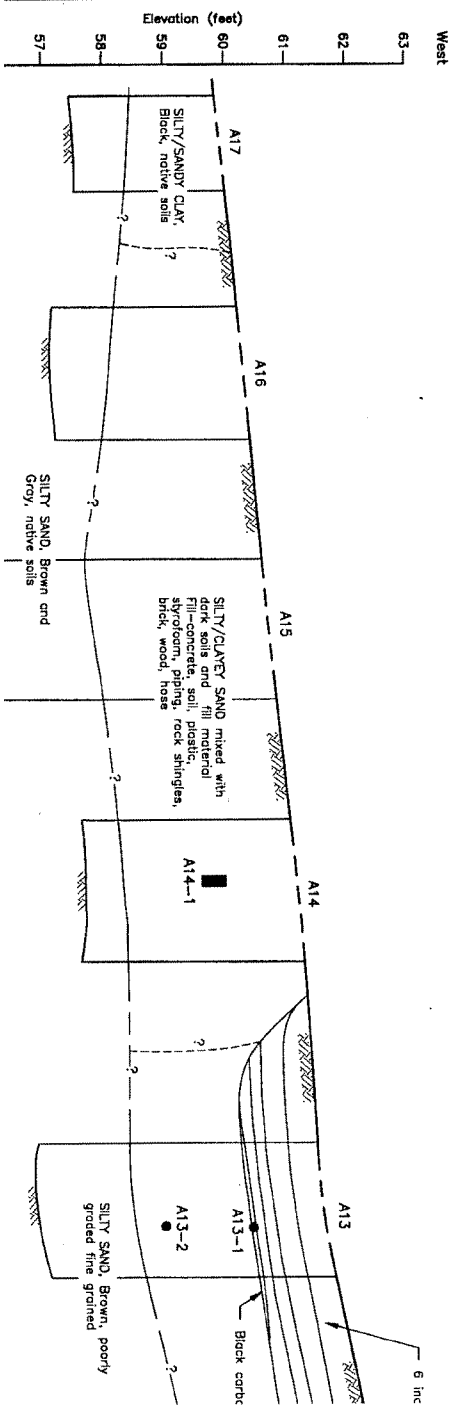 West
Elevation (feet)
63
62
61
60
59
58
57
A17
A16
A15
A14
A13
SILTY/SANDY CLAY,
Black, native soils
?
?
?
SILTY SAND, Brown and
Gray, native soils
?
SILTY/CLAYEY SAND mixed with
dark soils and fill material
Fill-concrete, soil, plastic,
styrofoam, piping, rock shingles,
brick, wood, hose
?
A14-1
?
?
A13-1
A13-2
SILTY SAND, Brown, poorly
graded fine grained
?
Black carbo
6 inc